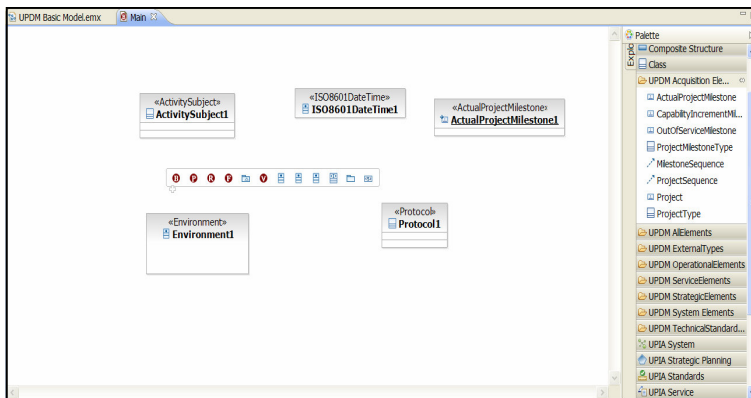 UPDM Basic Model.emx
Main
«ActivitySubject»
ActivitySubject1
«ISO8601DateTime»
ISO8601DateTime1
«ActualProjectMilestone»
ActualProjectMilestone1
B P R F V
«Environment»
Environment1
«Protocol»
Protocol1
Explo
Palette
Composite Structure
Class
UPDM Acquisition Ele...
ActualProjectMilestone
CapabilityIncrementMil...
OutOfServiceMilestone
ProjectMilestoneType
MilestoneSequence
ProjectSequence
Project
ProjectType
UPDM AllElements
UPDM ExternalTypes
UPDM OperationalElements
UPDM ServiceElements
UPDM StrategicElements
UPDM System Elements
UPDM TechnicalStandard...
UPIA System
UPIA Strategic Planning
UPIA Standards
UPIA Service